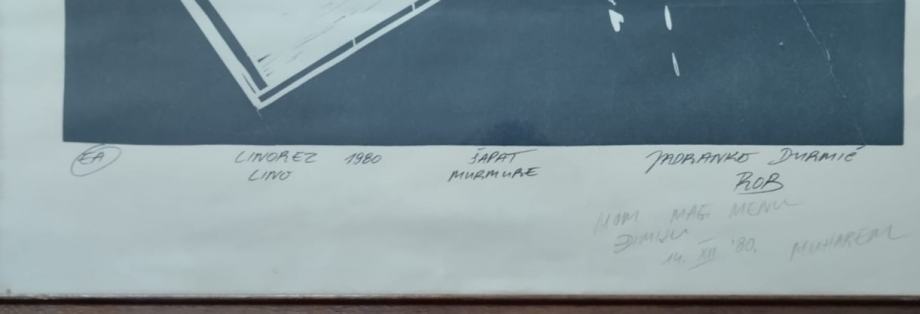 EA LINOREZ 1980 ŠAPAT JADRANKO DURMIĆ
LINO MURMURE ROB
14. XII '80. MUHAREM